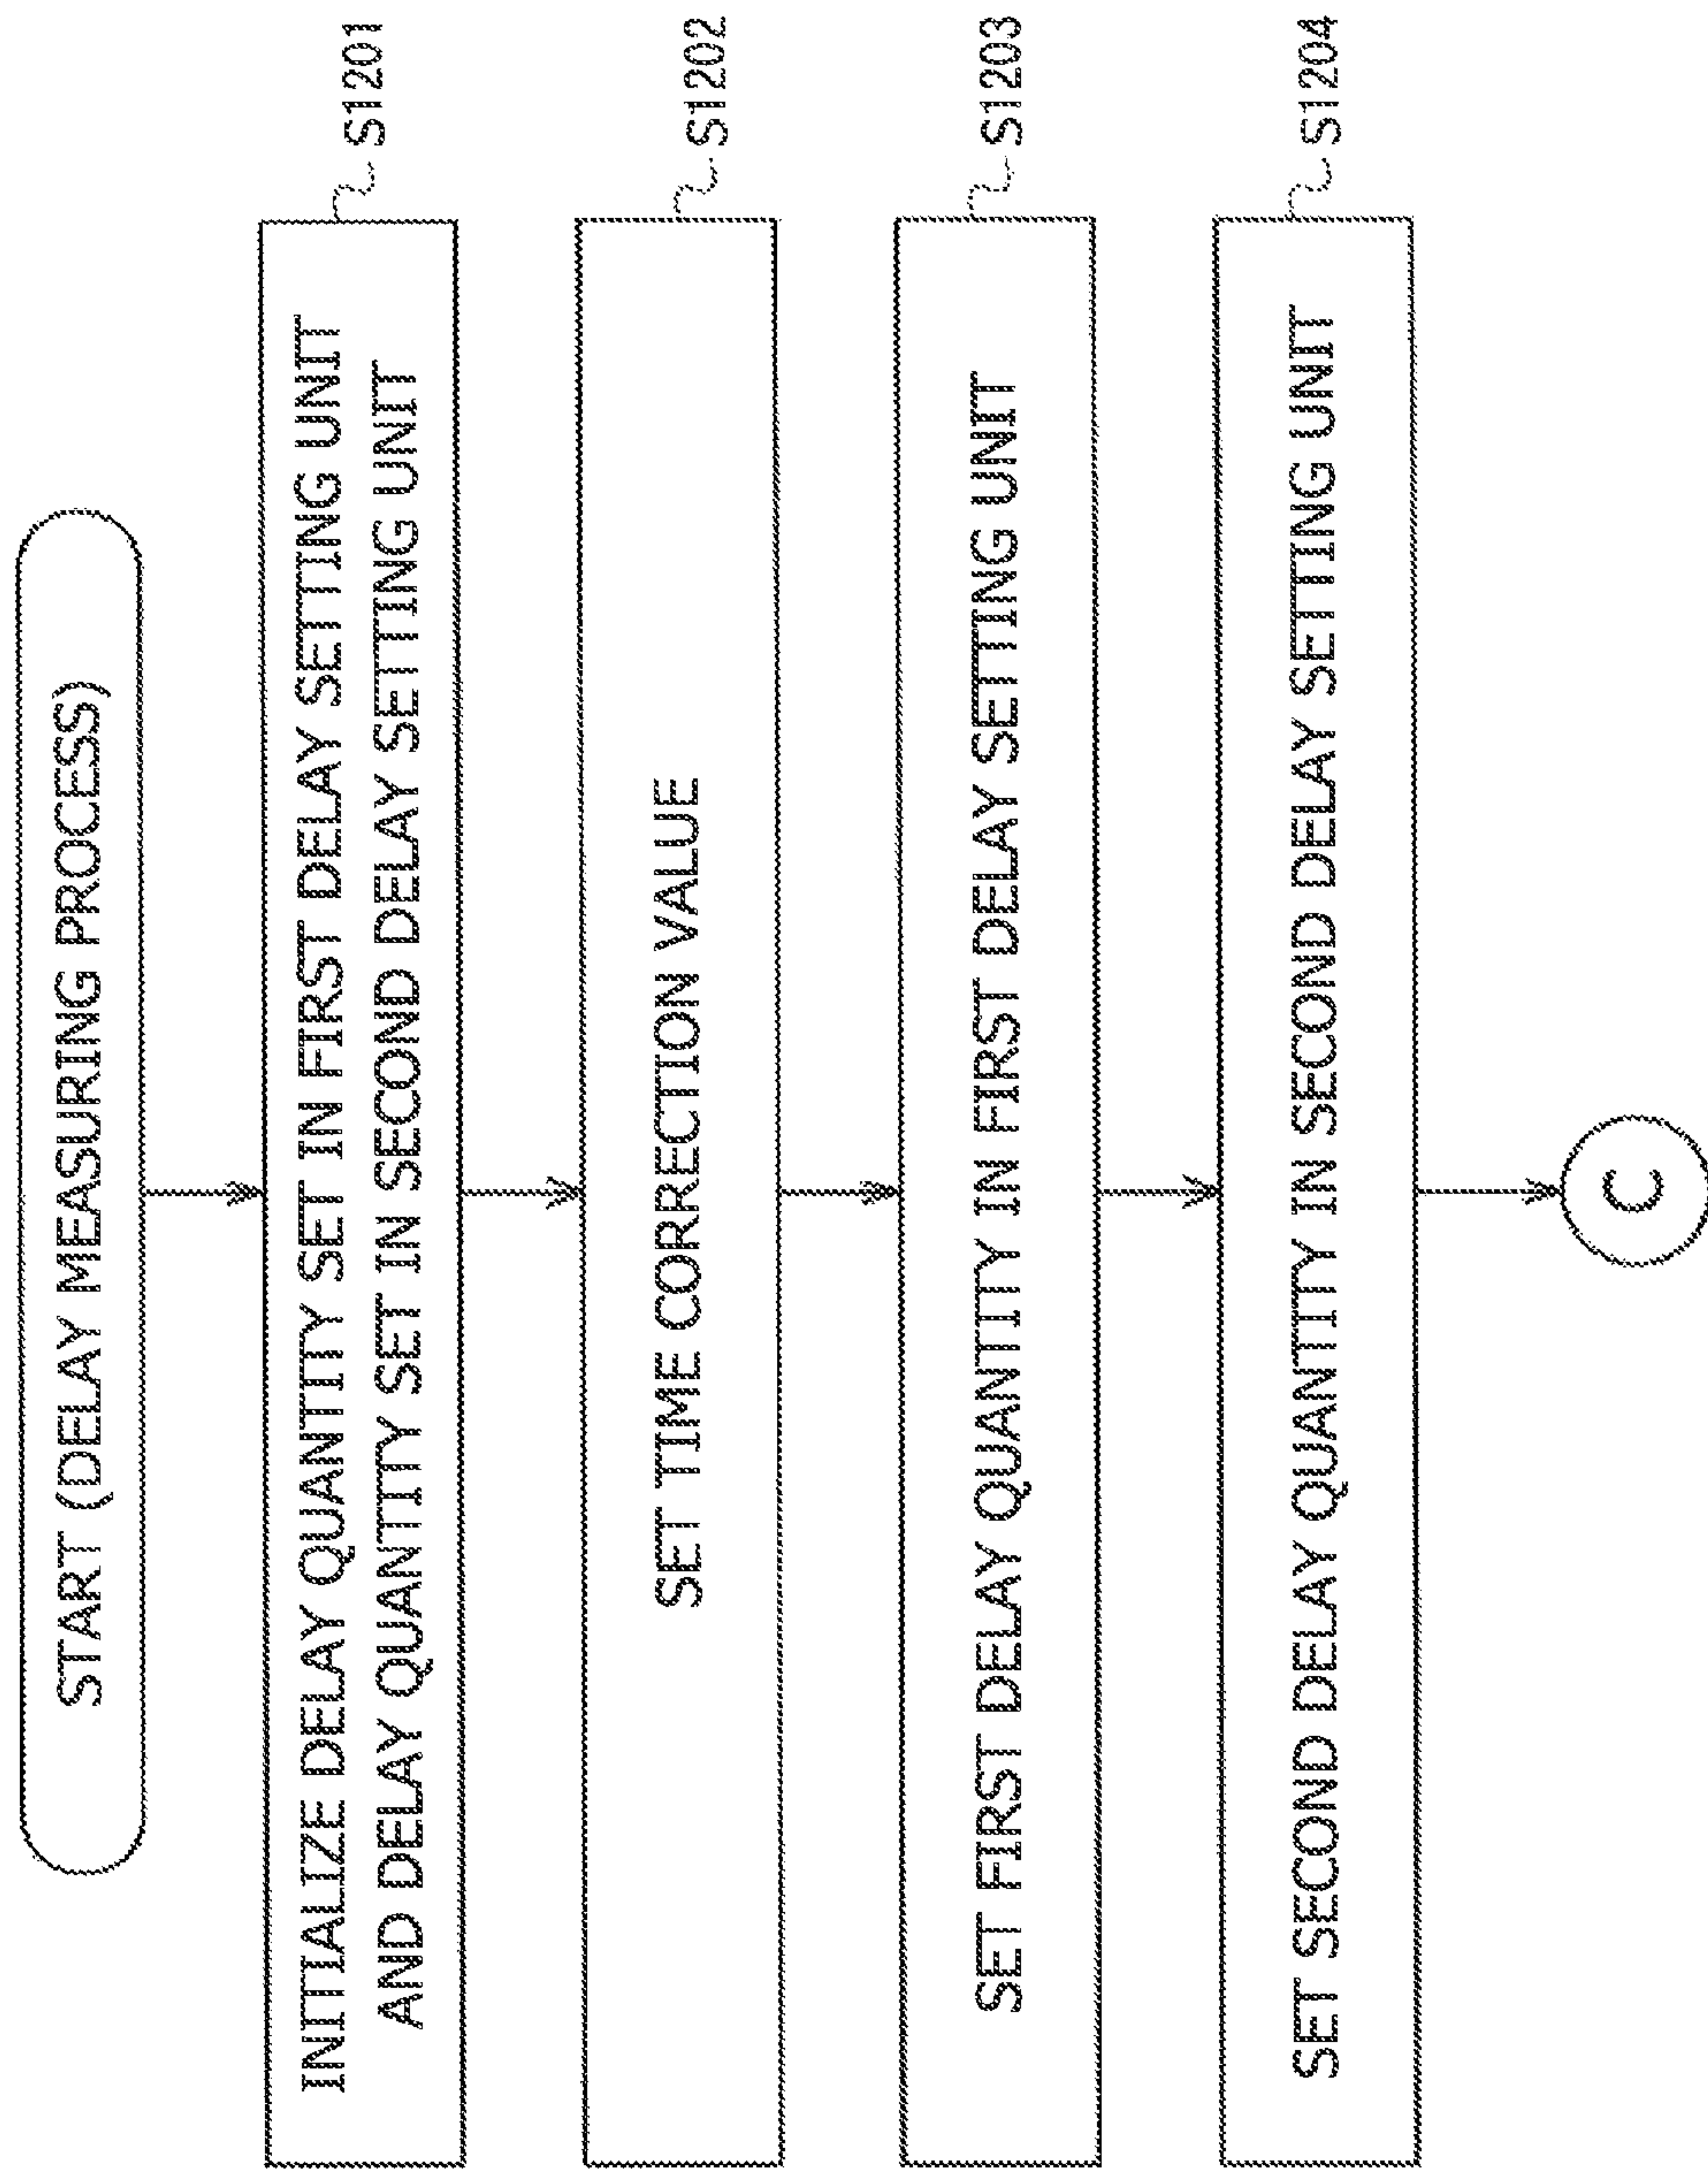 START (DELAY MEASURING PROCESS)
INITIALIZE DELAY QUANTITY SET IN FIRST DELAY SETTING UNIT
AND DELAY QUANTITY SET IN SECOND DELAY SETTING UNIT
S1201
SET TIME CORRECTION VALUE
S1202
SET FIRST DELAY QUANTITY IN FIRST DELAY SETTING UNIT
S1203
SET SECOND DELAY QUANTITY IN SECOND DELAY SETTING UNIT
S1204
C